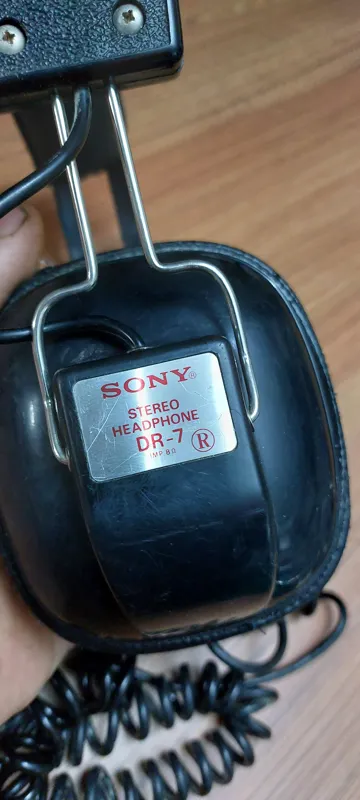 SONY®
STEREO
HEADPHONE
DR-7 Ⓡ
IMP. 8Ω